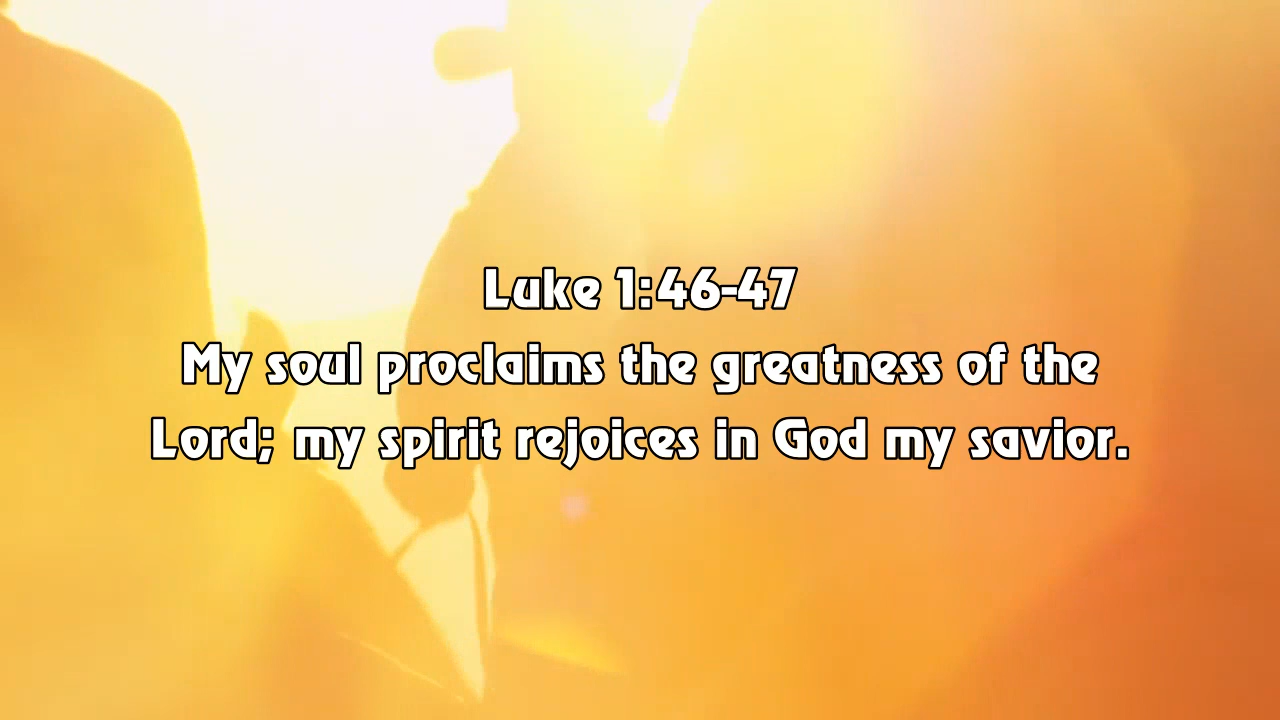 Luke 1:46-47
My soul proclaims the greatness of the
Lord; my spirit rejoices in God my savior.